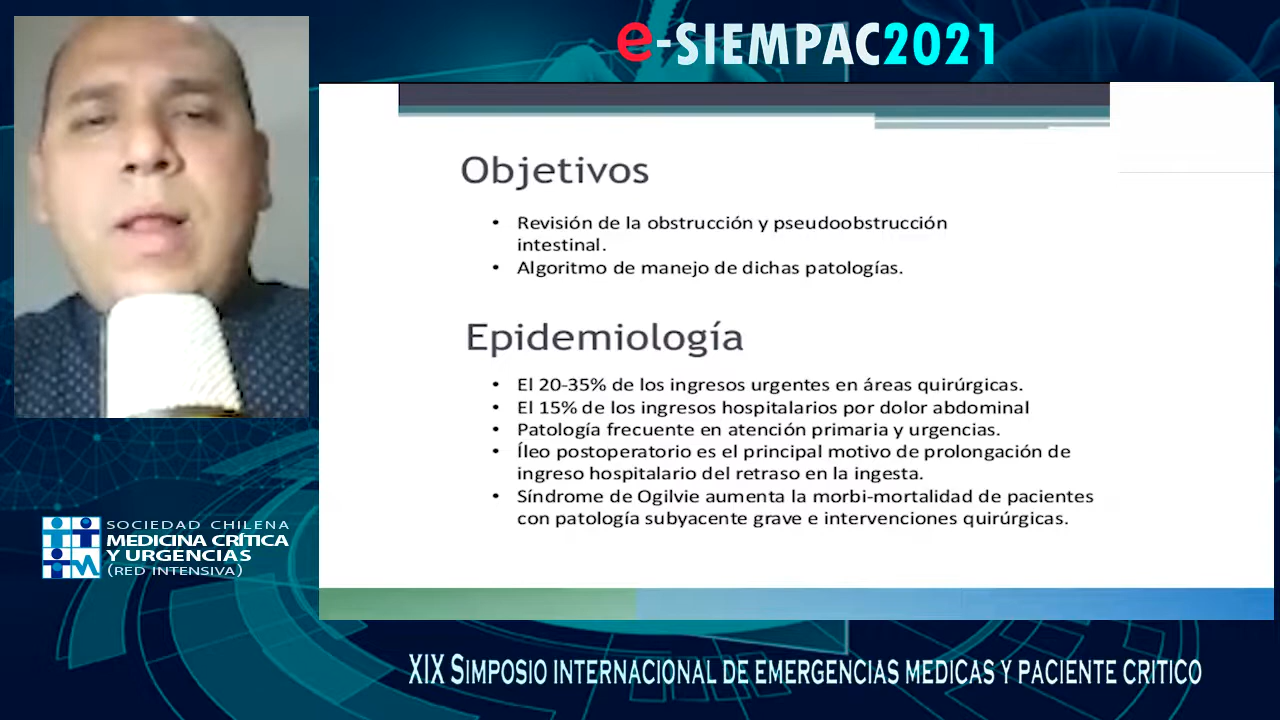 e-SIEMPAC2021
Objetivos
• Revisión de la obstrucción y pseudoobstrucción
intestinal.
• Algoritmo de manejo de dichas patologías.
Epidemiología
• El 20-35% de los ingresos urgentes en áreas quirúrgicas.
• El 15% de los ingresos hospitalarios por dolor abdominal
• Patología frecuente en atención primaria y urgencias.
• Íleo postoperatorio es el principal motivo de prolongación de
ingreso hospitalario del retraso en la ingesta.
• Síndrome de Ogilvie aumenta la morbi-mortalidad de pacientes
con patología subyacente grave e intervenciones quirúrgicas.
SOCIEDAD CHILENA
MEDICINA CRÍTICA
Y URGENCIAS
(RED INTENSIVA)
XIX SIMPOSIO INTERNACIONAL DE EMERGENCIAS MEDICAS Y PACIENTE CRITICO